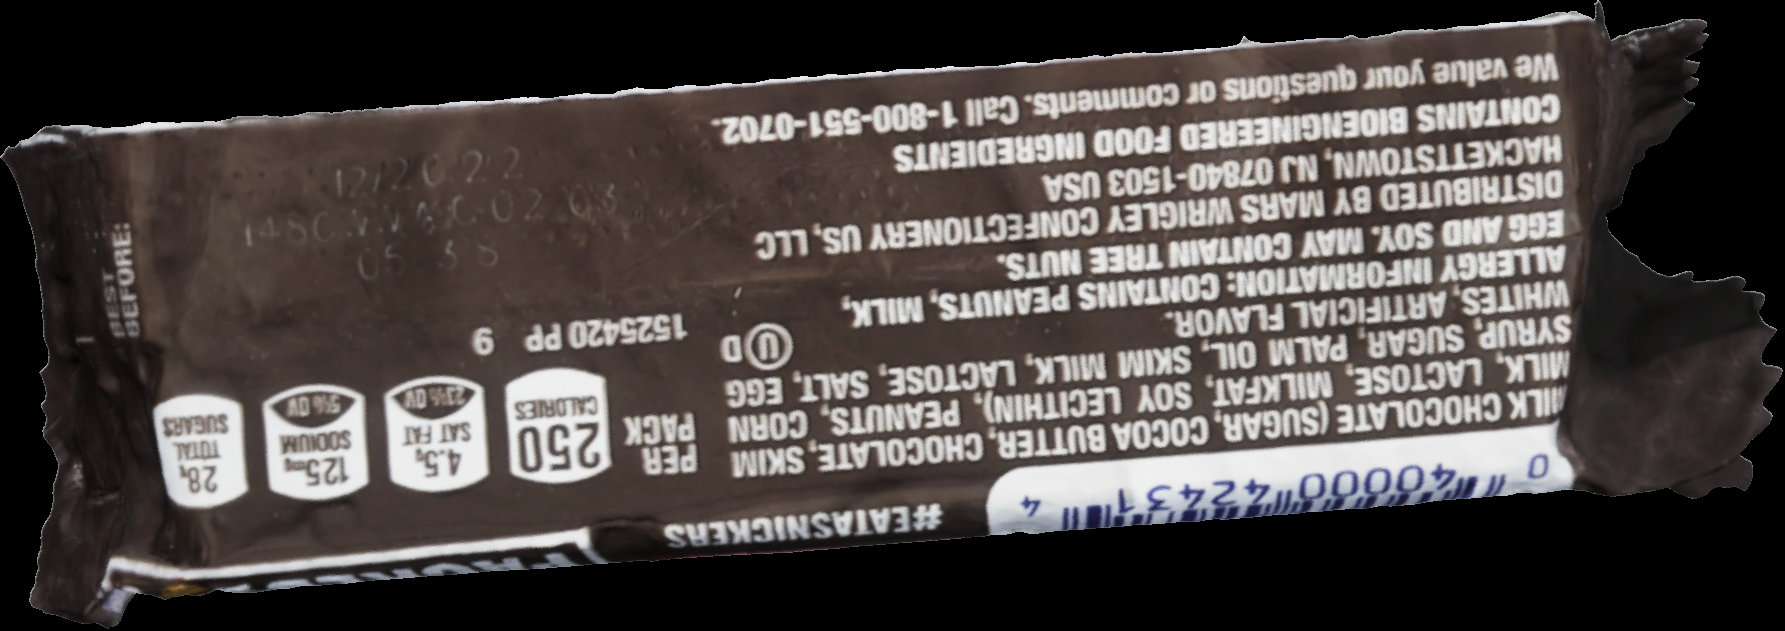 #EATASNICKERS
0 40000 42431 4
MILK CHOCOLATE (SUGAR, COCOA BUTTER, CHOCOLATE, SKIM
MILK, LACTOSE, MILKFAT, SOY LECITHIN), PEANUTS, CORN
SYRUP, SUGAR, PALM OIL, SKIM MILK, LACTOSE, SALT, EGG
WHITES, ARTIFICIAL FLAVOR.
ALLERGY INFORMATION: CONTAINS PEANUTS, MILK,
EGG AND SOY. MAY CONTAIN TREE NUTS.
DISTRIBUTED BY MARS WRIGLEY CONFECTIONERY US, LLC
HACKETTSTOWN, NJ 07840-1503 USA
CONTAINS BIOENGINEERED FOOD INGREDIENTS
We value your questions or comments. Call 1-800-551-0702.
U D
1525420 PP 9
PER
PACK
250
CALORIES
4.5g
SAT FAT
23% DV
125mg
SODIUM
5% DV
28g
TOTAL
SUGARS
BEST
BEFORE:
12/2022